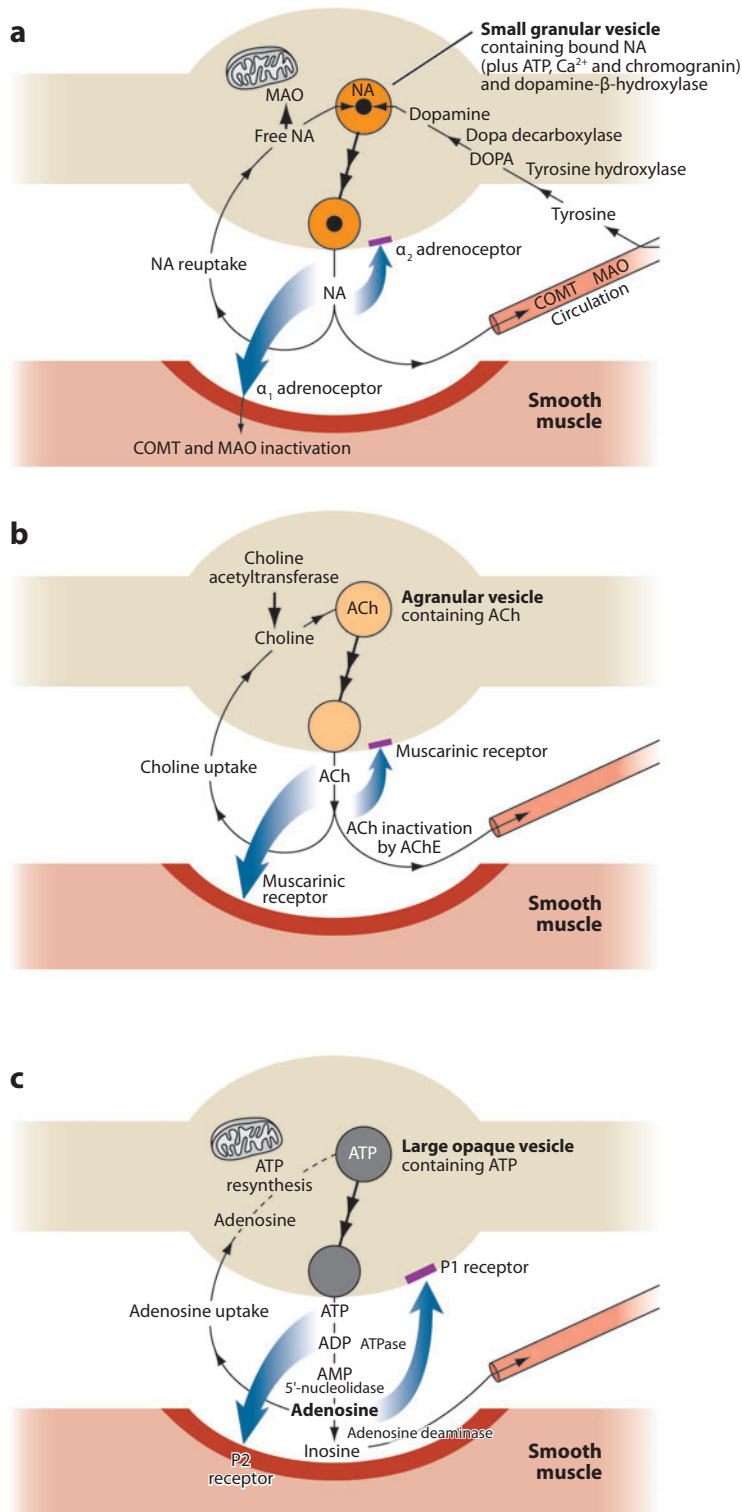 a
Small granular vesicle
containing bound NA
(plus ATP, Ca²⁺ and chromogranin)
and dopamine-β-hydroxylase
MAO
NA
Free NA
Dopamine
Dopa decarboxylase
DOPA
Tyrosine hydroxylase
Tyrosine
α₂ adrenoceptor
NA reuptake
NA
COMT MAO
Circulation
α₁ adrenoceptor
Smooth
muscle
COMT and MAO inactivation
b
Choline
acetyltransferase
ACh
Agranular vesicle
containing ACh
Choline
Muscarinic receptor
Choline uptake
ACh
ACh inactivation
by AChE
Muscarinic
receptor
Smooth
muscle
c
ATP
Large opaque vesicle
containing ATP
ATP
resynthesis
Adenosine
P1 receptor
Adenosine uptake
ATP
ADP ATPase
AMP
5'-nucleolidase
Adenosine
Adenosine deaminase
Inosine
P2
receptor
Smooth
muscle